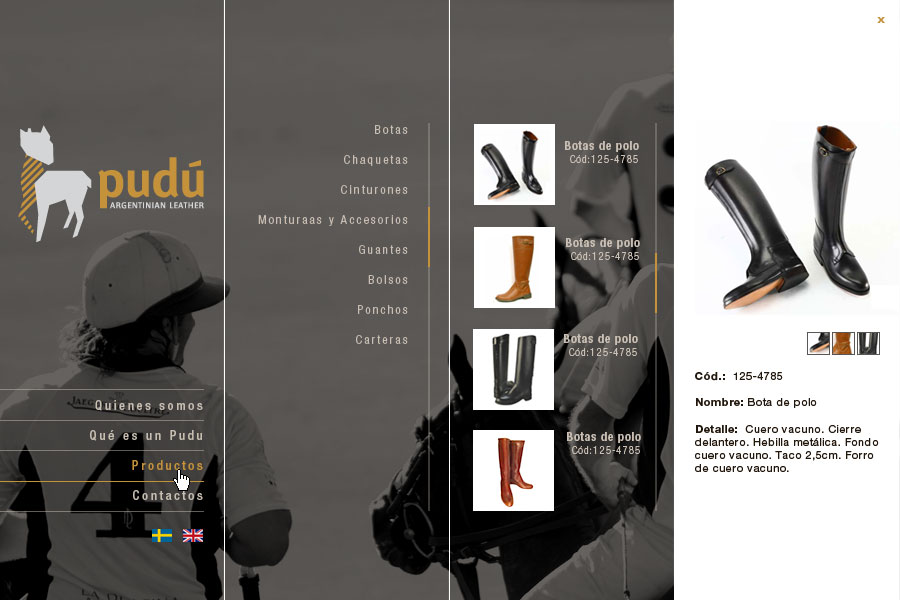 x
pudú
ARGENTINIAN LEATHER
Quienes somos
Qué es un Pudu
Productos
Contactos
4
Botas
Chaquetas
Cinturones
Monturaas y Accesorios
Guantes
Bolsos
Ponchos
Carteras
Botas de polo
Cód:125-4785
Botas de polo
Cód:125-4785
Botas de polo
Cód:125-4785
Botas de polo
Cód:125-4785
Cód.: 125-4785
Nombre: Bota de polo
Detalle: Cuero vacuno. Cierre
delantero. Hebilla metálica. Fondo
cuero vacuno. Taco 2,5cm. Forro
de cuero vacuno.